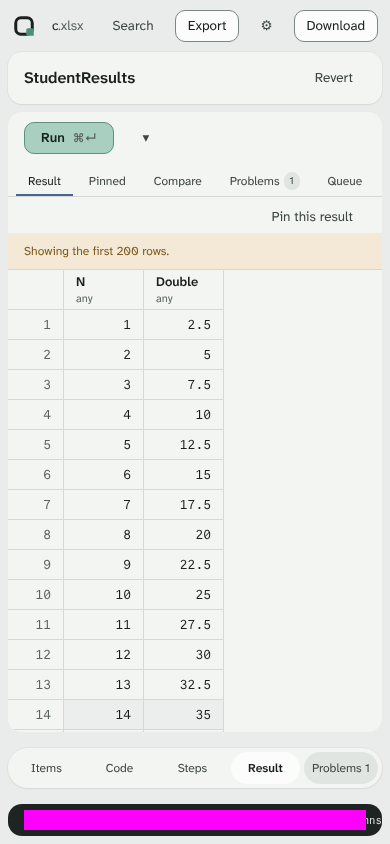 c.xlsx Search Export Download
StudentResults Revert
Run ⌘↵
Result Pinned Compare Problems 1 Queue
Pin this result
Showing the first 200 rows.
N Double
any any
1 1 2.5
2 2 5
3 3 7.5
4 4 10
5 5 12.5
6 6 15
7 7 17.5
8 8 20
9 9 22.5
10 10 25
11 11 27.5
12 12 30
13 13 32.5
14 14 35
Items Code Steps Result Problems 1